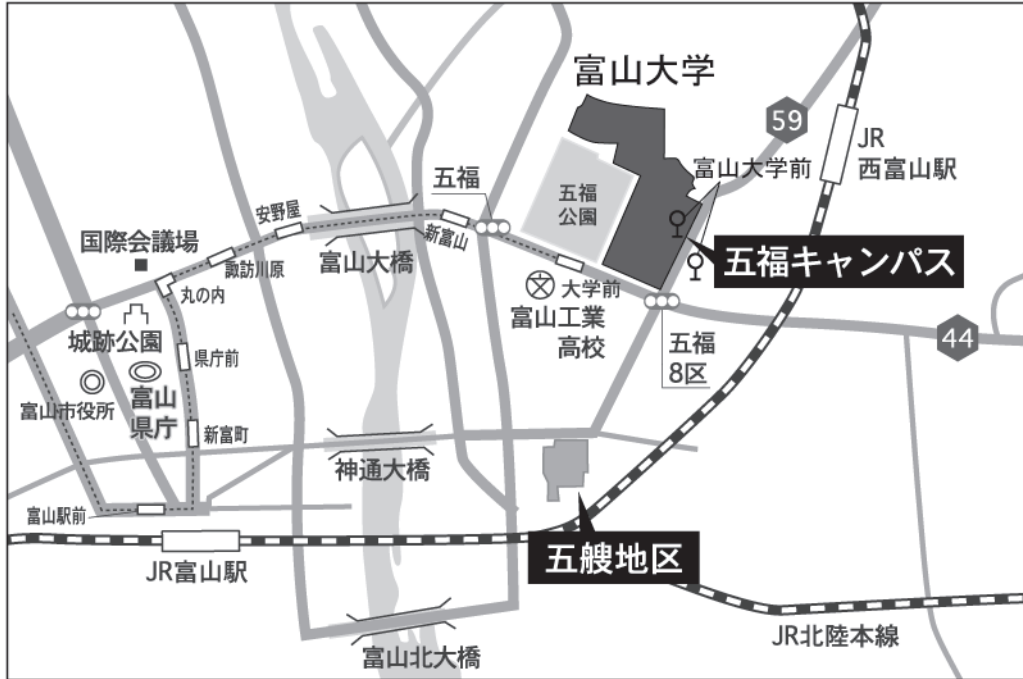 富山大学
59
JR
西富山駅
富山大学前
五福
五福
公園
安野屋
新富山
国際会議場
富山大橋
五福キャンパス
諏訪川原
丸の内
大学前
富山工業
高校
城跡公園
県庁前
五福
8区
44
富山市役所
富山
県庁
新富町
神通大橋
富山駅前
JR富山駅
五艘地区
JR北陸本線
富山北大橋